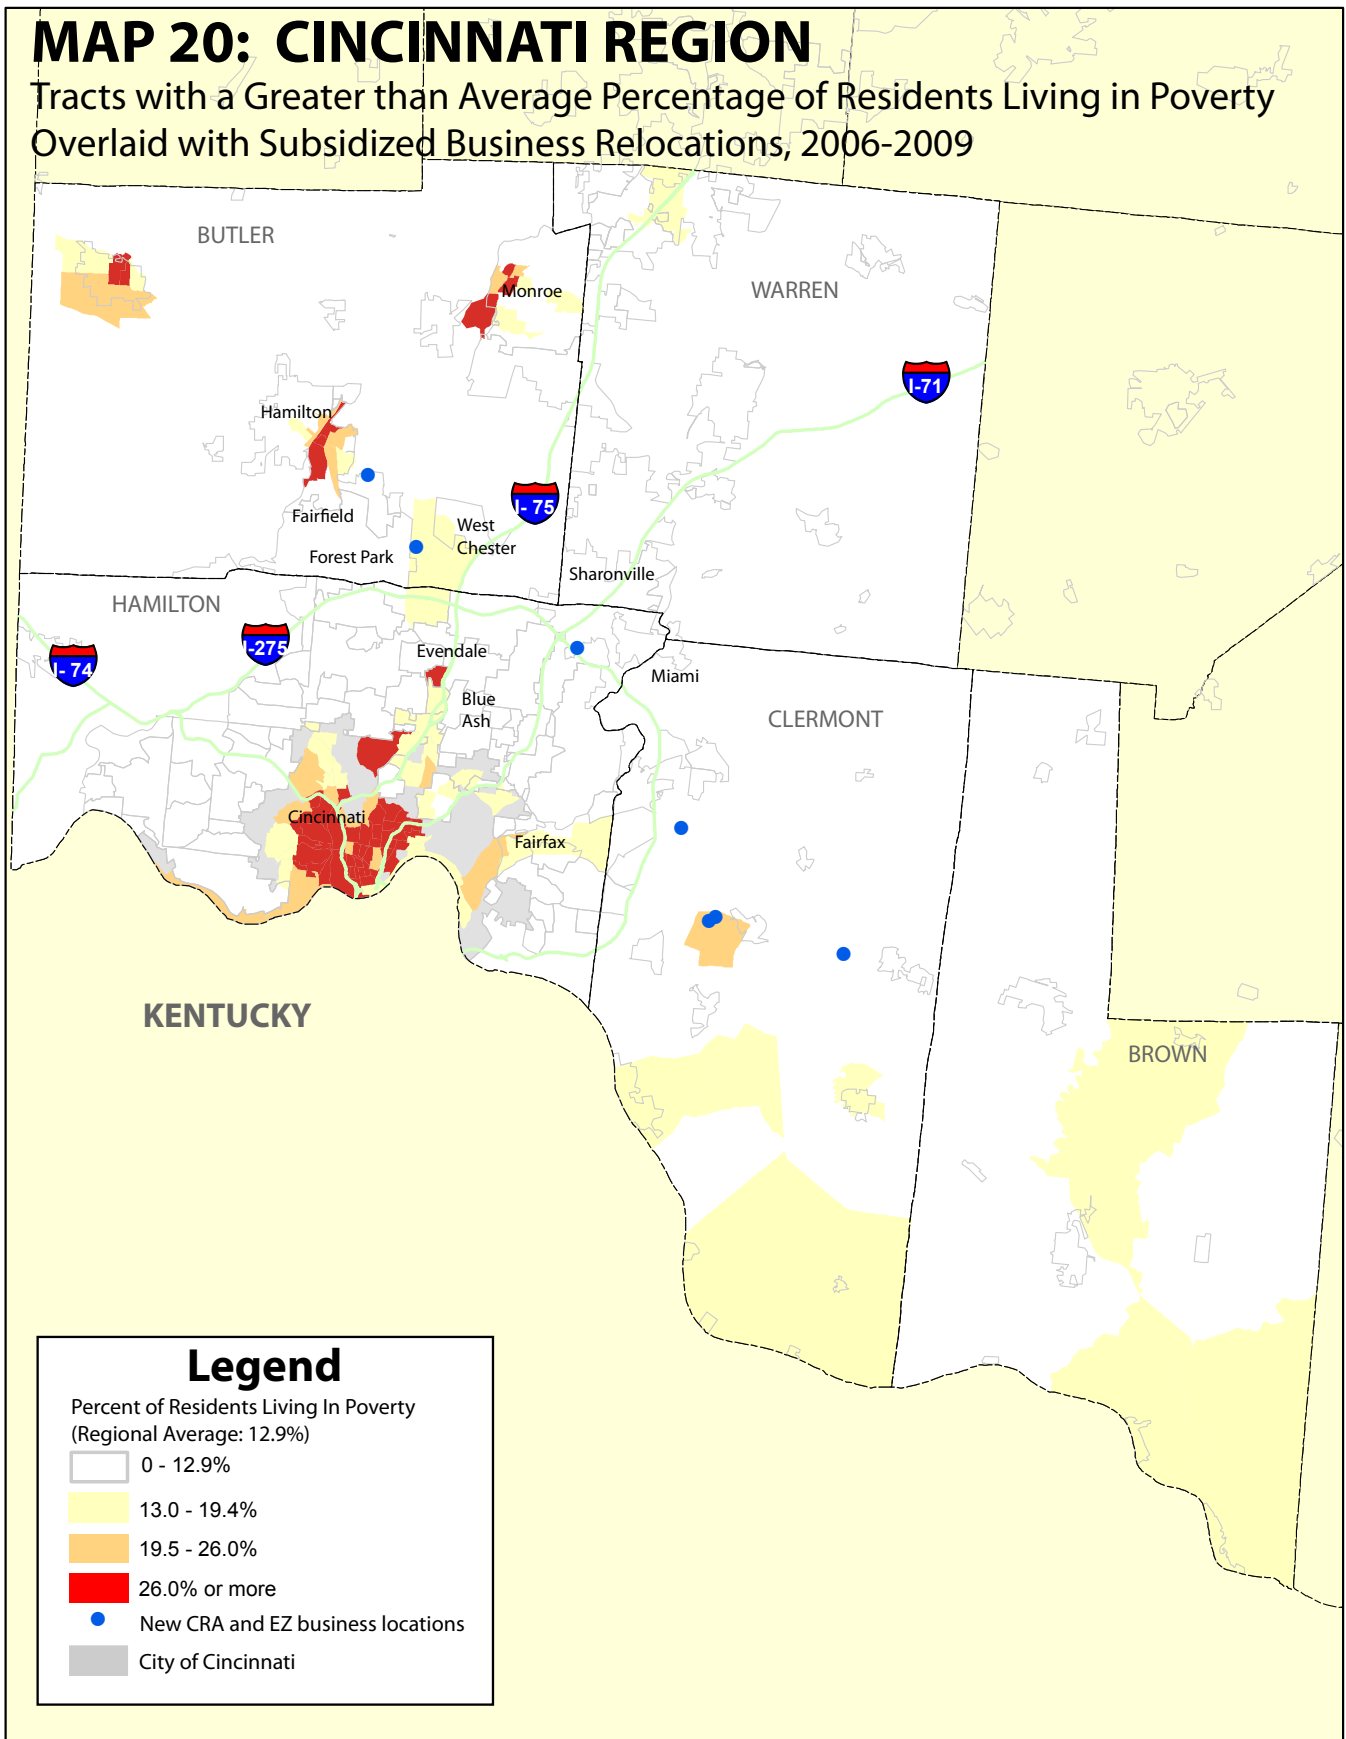 MAP 20: CINCINNATI REGION
Tracts with a Greater than Average Percentage of Residents Living in Poverty
Overlaid with Subsidized Business Relocations, 2006-2009
BUTLER
WARREN
Monroe
I-71
Hamilton
I- 75
Fairfield
West
Chester
Forest Park
Sharonville
HAMILTON
I-275
I- 74
Evendale
Miami
Blue
Ash
CLERMONT
Cincinnati
Fairfax
KENTUCKY
BROWN
Legend
Percent of Residents Living In Poverty
(Regional Average: 12.9%)
0 - 12.9%
13.0 - 19.4%
19.5 - 26.0%
26.0% or more
New CRA and EZ business locations
City of Cincinnati